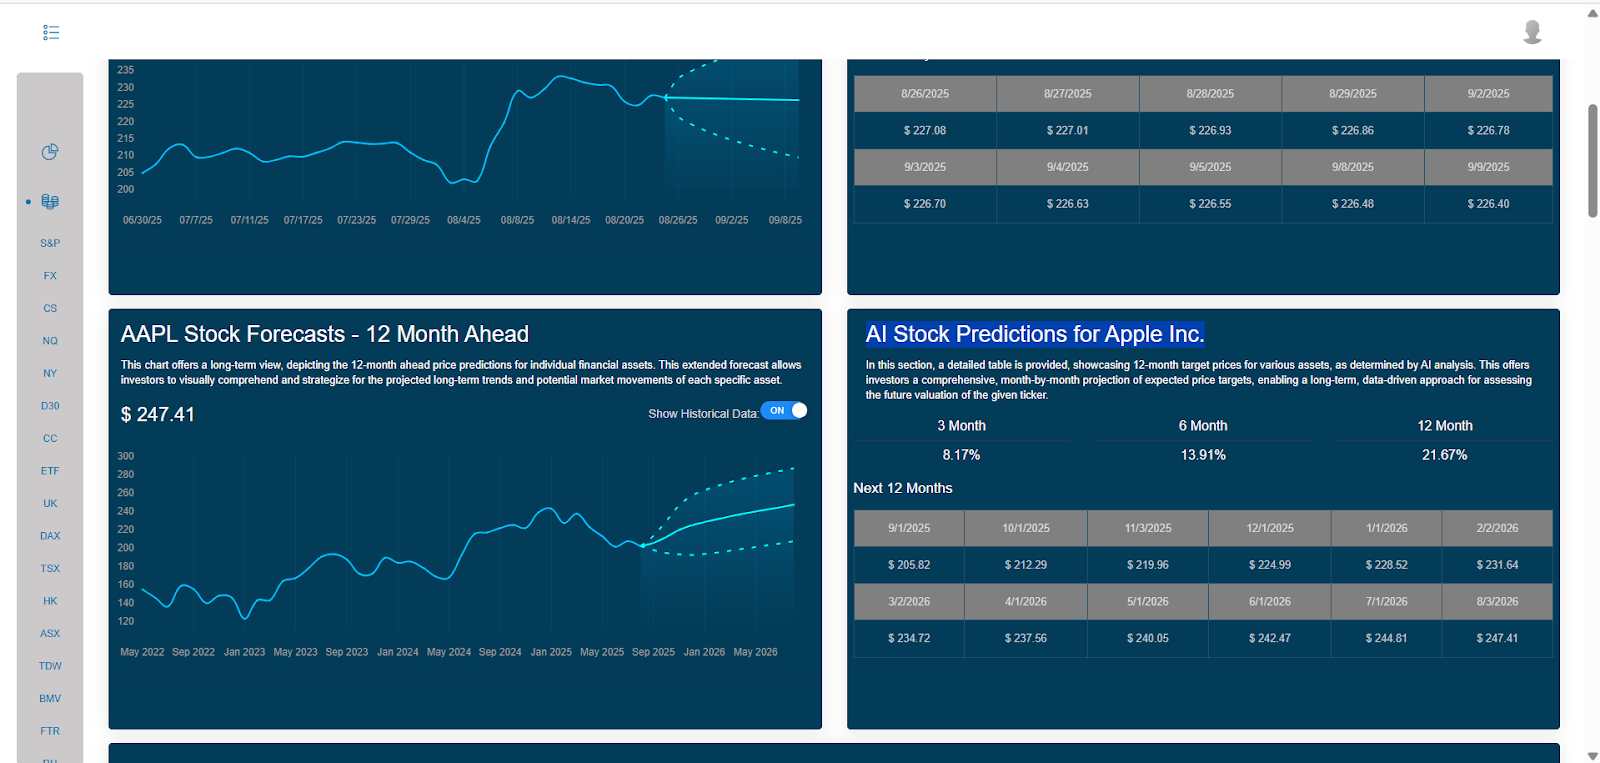 235
230
225
220
215
210
205
200
06/30/25 07/7/25 07/11/25 07/17/25 07/23/25 07/29/25 08/4/25 08/8/25 08/14/25 08/20/25 08/26/25 09/2/25 09/8/25
8/26/2025 8/27/2025 8/28/2025 8/29/2025 9/2/2025
$ 227.08 $ 227.01 $ 226.93 $ 226.86 $ 226.78
9/3/2025 9/4/2025 9/5/2025 9/8/2025 9/9/2025
$ 226.70 $ 226.63 $ 226.55 $ 226.48 $ 226.40
S&P
FX
CS
NQ
NY
D30
CC
ETF
UK
DAX
TSX
HK
ASX
TDW
BMV
FTR
AAPL Stock Forecasts - 12 Month Ahead
This chart offers a long-term view, depicting the 12-month ahead price predictions for individual financial assets. This extended forecast allows
investors to visually comprehend and strategize for the projected long-term trends and potential market movements of each specific asset.
$ 247.41
Show Historical Data: ON
300
280
260
240
220
200
180
160
140
120
May 2022 Sep 2022 Jan 2023 May 2023 Sep 2023 Jan 2024 May 2024 Sep 2024 Jan 2025 May 2025 Sep 2025 Jan 2026 May 2026
AI Stock Predictions for Apple Inc.
In this section, a detailed table is provided, showcasing 12-month target prices for various assets, as determined by AI analysis. This offers
investors a comprehensive, month-by-month projection of expected price targets, enabling a long-term, data-driven approach for assessing
the future valuation of the given ticker.
3 Month 6 Month 12 Month
8.17% 13.91% 21.67%
Next 12 Months
9/1/2025 10/1/2025 11/3/2025 12/1/2025 1/1/2026 2/2/2026
$ 205.82 $ 212.29 $ 219.96 $ 224.99 $ 228.52 $ 231.64
3/2/2026 4/1/2026 5/1/2026 6/1/2026 7/1/2026 8/3/2026
$ 234.72 $ 237.56 $ 240.05 $ 242.47 $ 244.81 $ 247.41